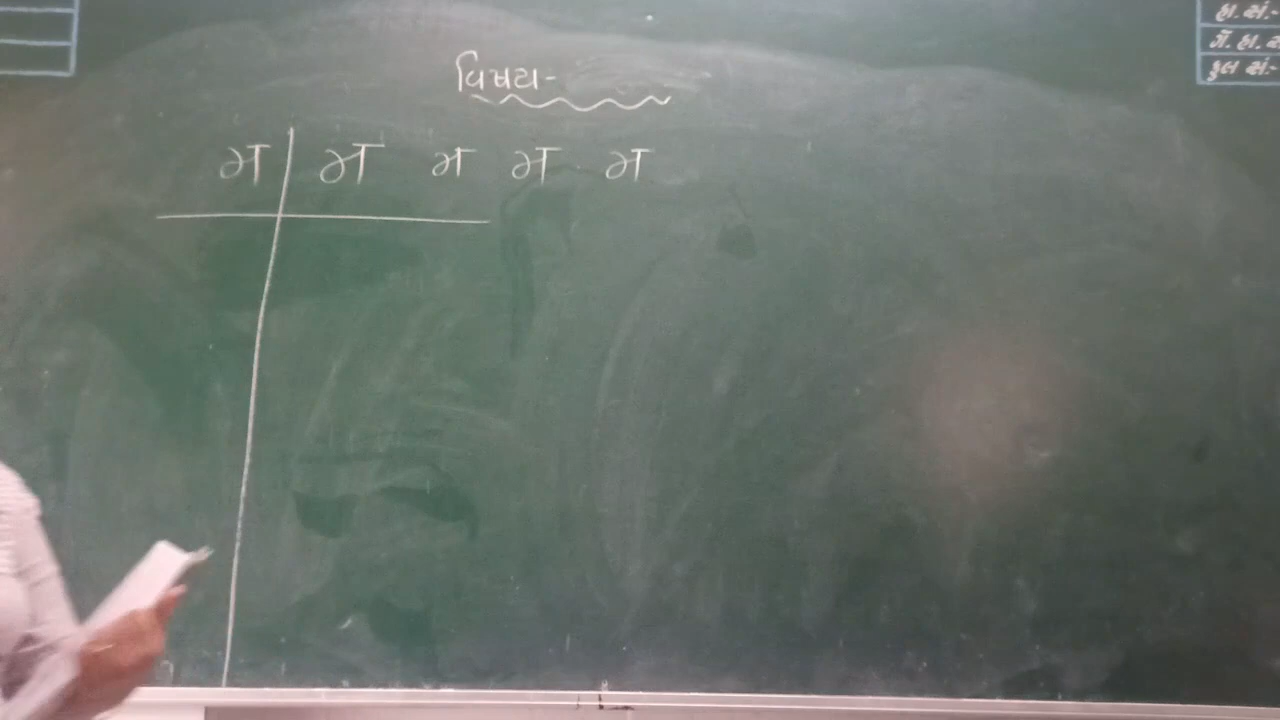 વિષય-
भ भ भ भ भ
હા.સં:-
ગૈ.હા.સ
કુલ સં:-